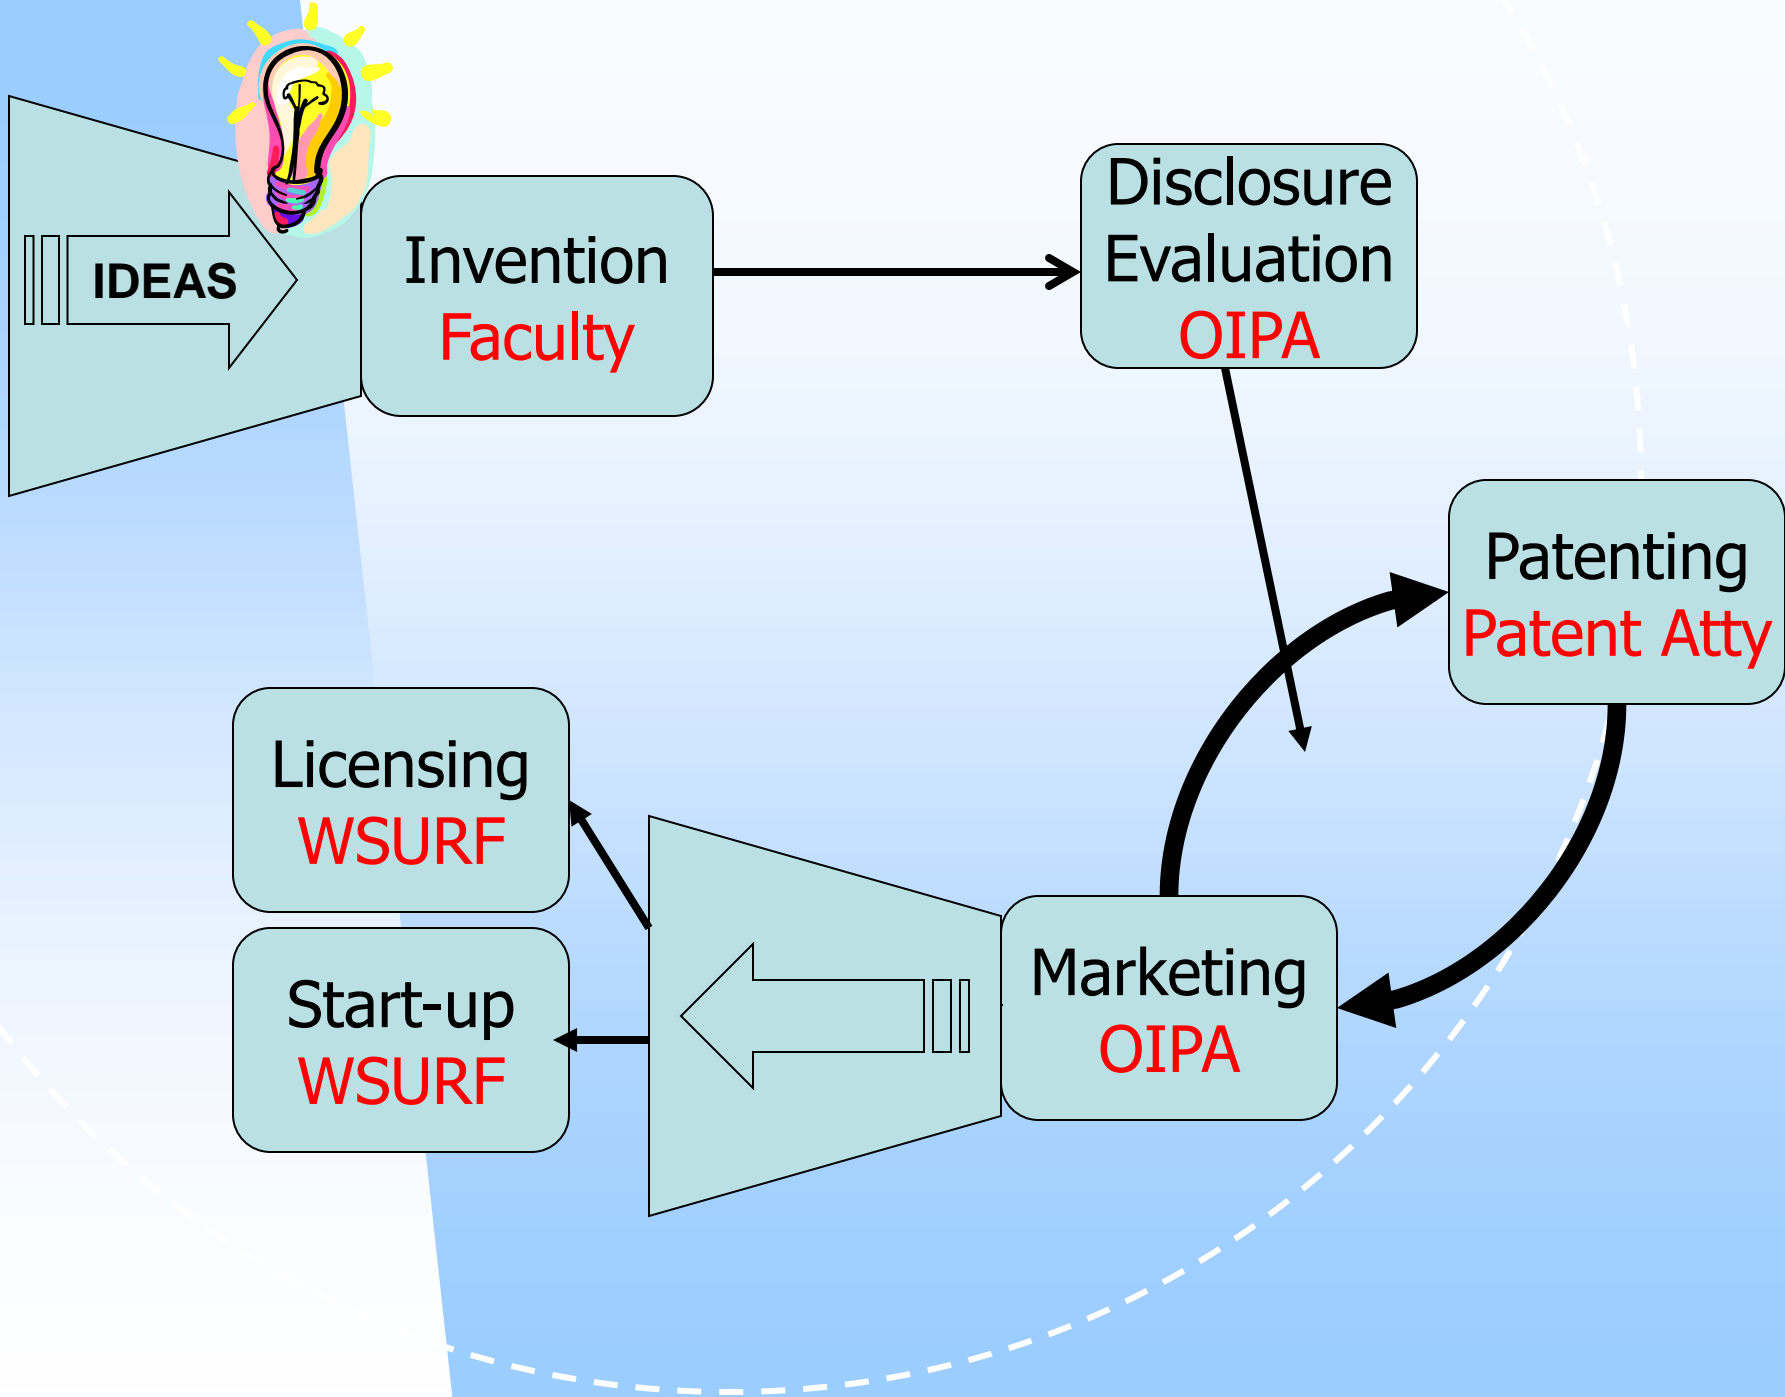 IDEAS
Invention
Faculty
Disclosure
Evaluation
OIPA
Patenting
Patent Atty
Licensing
WSURF
Start-up
WSURF
Marketing
OIPA